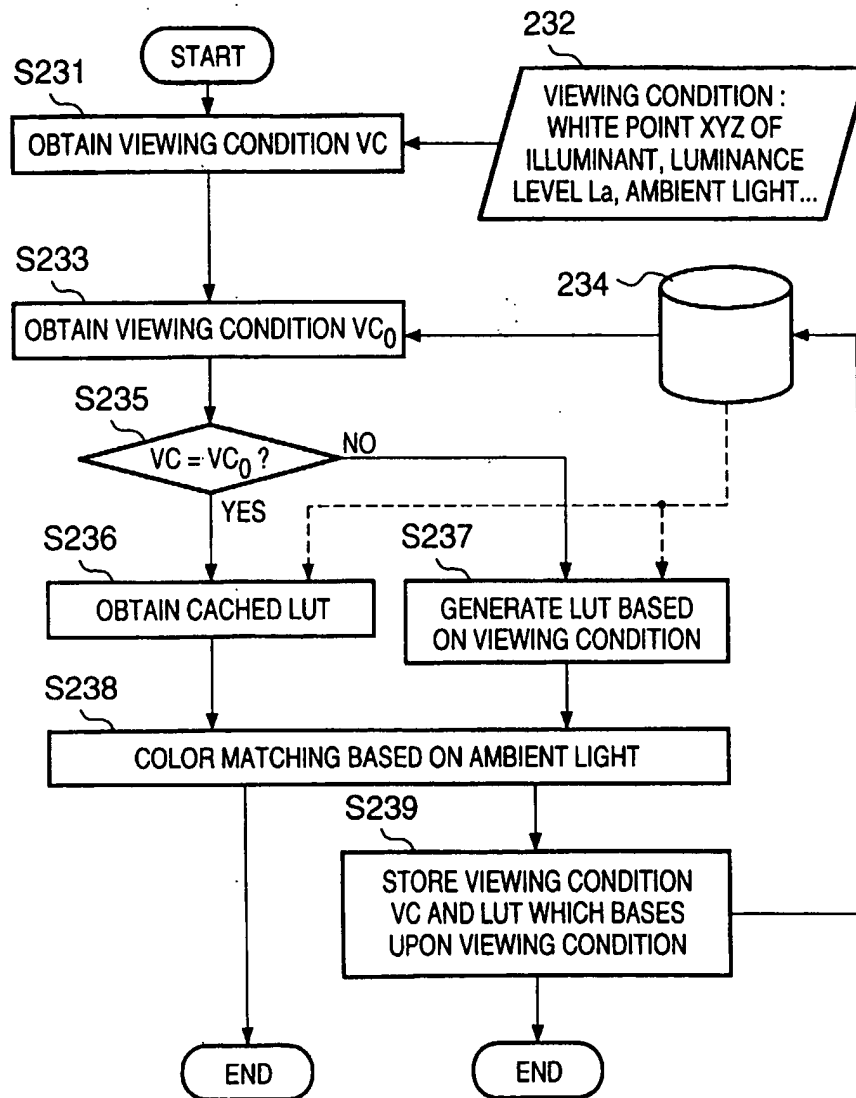 START
232
S231
VIEWING CONDITION :
WHITE POINT XYZ OF
ILLUMINANT, LUMINANCE
LEVEL La, AMBIENT LIGHT...
OBTAIN VIEWING CONDITION VC
S233
234
OBTAIN VIEWING CONDITION VC₀
S235
VC = VC₀ ?
NO
YES
S236
S237
OBTAIN CACHED LUT
GENERATE LUT BASED
ON VIEWING CONDITION
S238
COLOR MATCHING BASED ON AMBIENT LIGHT
S239
STORE VIEWING CONDITION
VC AND LUT WHICH BASES
UPON VIEWING CONDITION
END
END